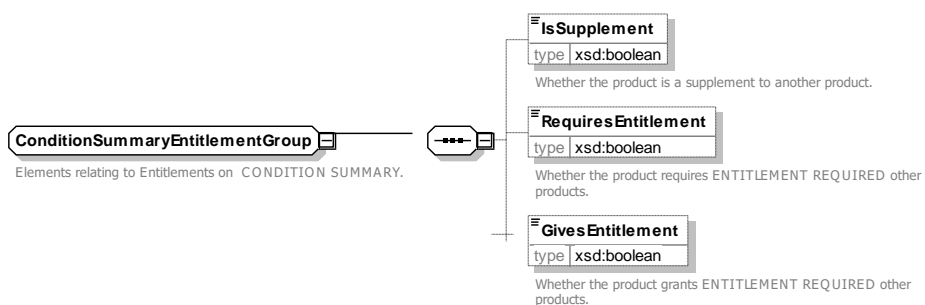 IsSupplement
type xsd:boolean
Whether the product is a supplement to another product.
RequiresEntitlement
type xsd:boolean
Whether the product requires ENTITLEMENT REQUIRED other
products.
ConditionSummaryEntitlementGroup
Elements relating to Entitlements on CONDITION SUMMARY.
GivesEntitlement
type xsd:boolean
Whether the product grants ENTITLEMENT REQUIRED other
products.